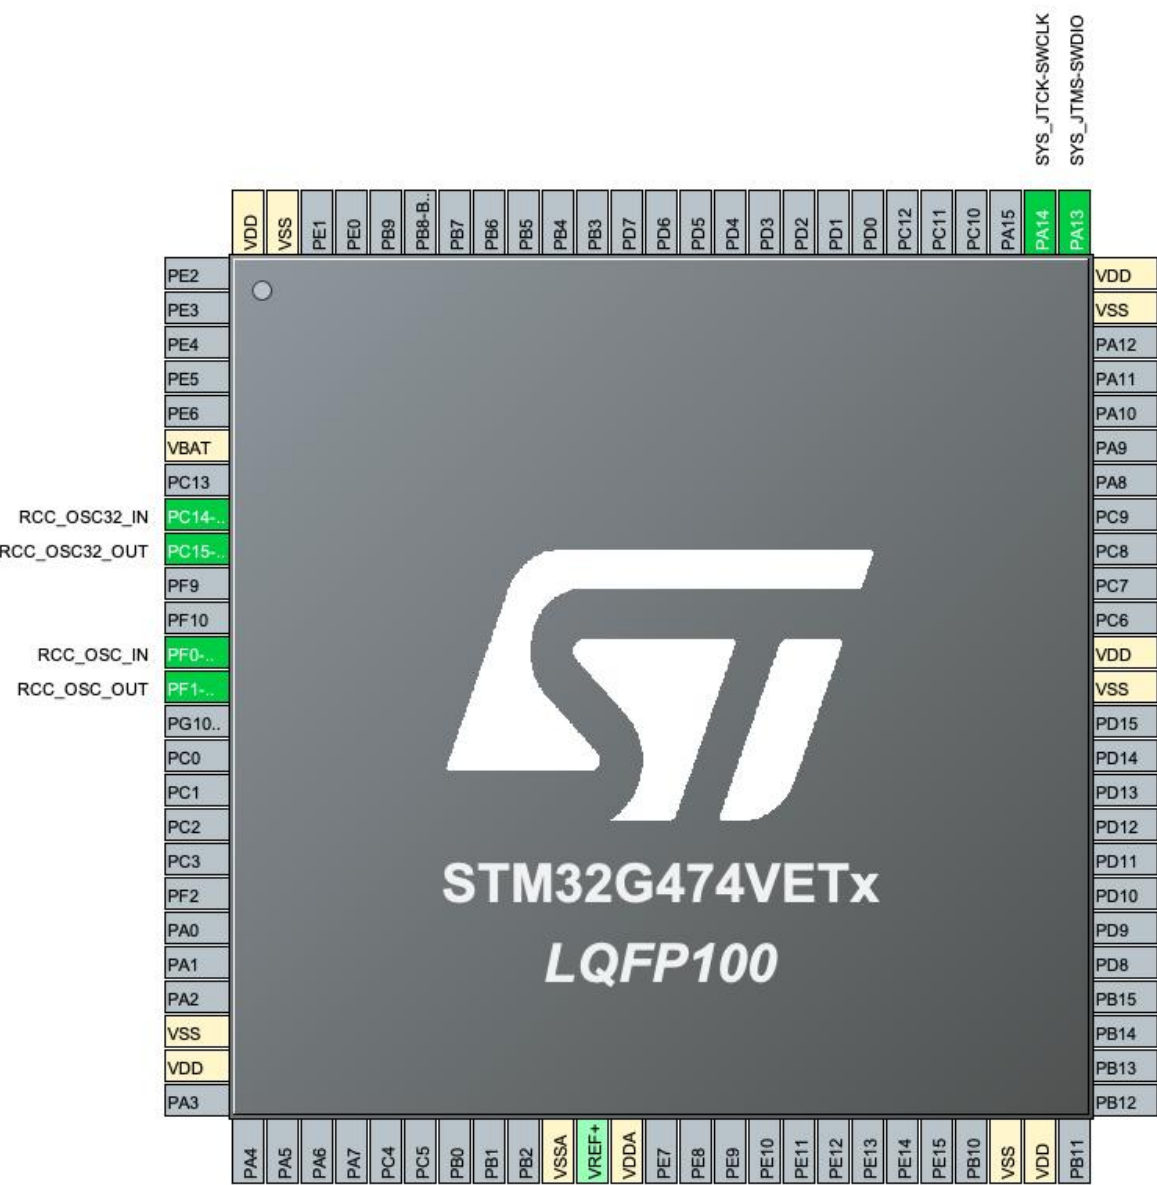 SYS_JTCK-SWCLK
SYS_JTMS-SWDIO
VDD
VSS
PE1
PE0
PB9
PB8-B..
PB7
PB6
PB5
PB4
PB3
PD7
PD6
PD5
PD4
PD3
PD2
PD1
PD0
PC12
PC11
PC10
PA15
PA14
PA13
PE2
PE3
PE4
PE5
PE6
VBAT
PC13
RCC_OSC32_IN PC14-..
RCC_OSC32_OUT PC15-..
PF9
PF10
RCC_OSC_IN PF0-..
RCC_OSC_OUT PF1-..
PG10..
PC0
PC1
PC2
PC3
PF2
PA0
PA1
PA2
VSS
VDD
PA3
VDD
VSS
PA12
PA11
PA10
PA9
PA8
PC9
PC8
PC7
PC6
VDD
VSS
PD15
PD14
PD13
PD12
PD11
PD10
PD9
PD8
PB15
PB14
PB13
PB12
ST
STM32G474VETx
LQFP100
PA4
PA5
PA6
PA7
PC4
PC5
PB0
PB1
PB2
VSSA
VREF+
VDDA
PE7
PE8
PE9
PE10
PE11
PE12
PE13
PE14
PE15
PB10
VSS
VDD
PB11